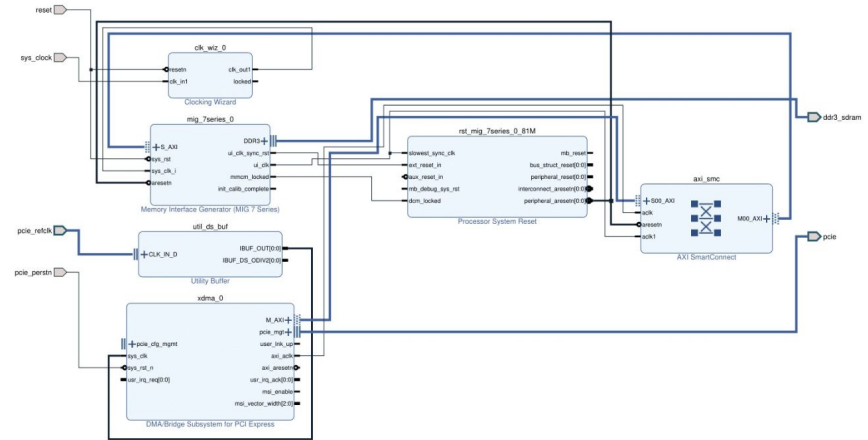 reset
sys_clock
pcie_refclk
pcie_perstn
clk_wiz_0
resetn
clk_in1
clk_out1
locked
Clocking Wizard
mig_7series_0
S_AXI
sys_rst
sys_clk_i
aresetn
DDR3
ui_clk_sync_rst
ui_clk
mmcm_locked
init_calib_complete
Memory Interface Generator (MIG 7 Series)
util_ds_buf
CLK_IN_D
IBUF_OUT[0:0]
IBUF_DS_ODIV2[0:0]
Utility Buffer
xdma_0
pcie_cfg_mgmt
sys_clk
sys_rst_n
usr_irq_req[0:0]
M_AXI
pcie_mgt
user_lnk_up
axi_aclk
axi_aresetn
usr_irq_ack[0:0]
msi_enable
msi_vector_width[2:0]
DMA/Bridge Subsystem for PCI Express
rst_mig_7series_0_81M
slowest_sync_clk
ext_reset_in
aux_reset_in
mb_debug_sys_rst
dcm_locked
mb_reset
bus_struct_reset[0:0]
peripheral_reset[0:0]
interconnect_aresetn[0:0]
peripheral_aresetn[0:0]
Processor System Reset
axi_smc
S00_AXI
aclk
aresetn
aclk1
M00_AXI
AXI SmartConnect
ddr3_sdram
pcie